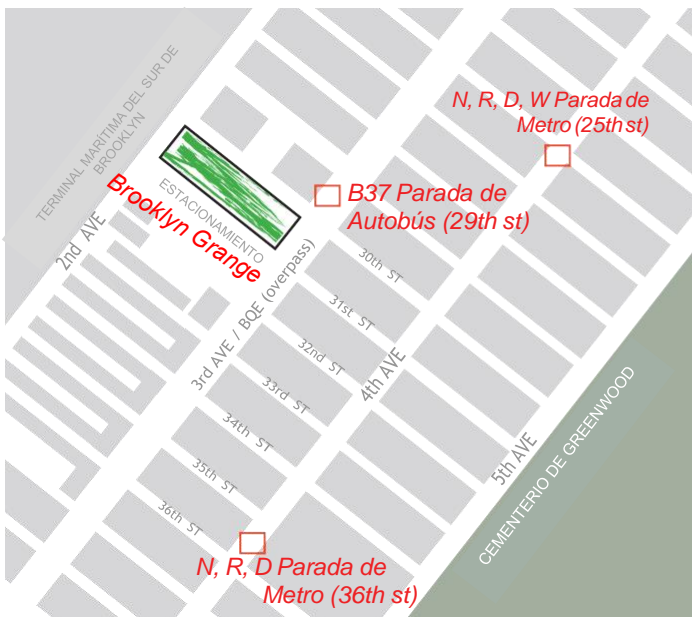 TERMINAL MARÍTIMA DEL SUR DE
BROOKLYN
N, R, D, W Parada de
Metro (25th st)
B37 Parada de
Autobús (29th st)
ESTACIONAMIENTO
Brooklyn Grange
2nd AVE
3rd AVE / BQE (overpass)
30th ST
31st ST
32nd ST
33rd ST
34th ST
35th ST
36th ST
4th AVE
5th AVE
CEMENTERIO DE GREENWOOD
N, R, D Parada de
Metro (36th st)